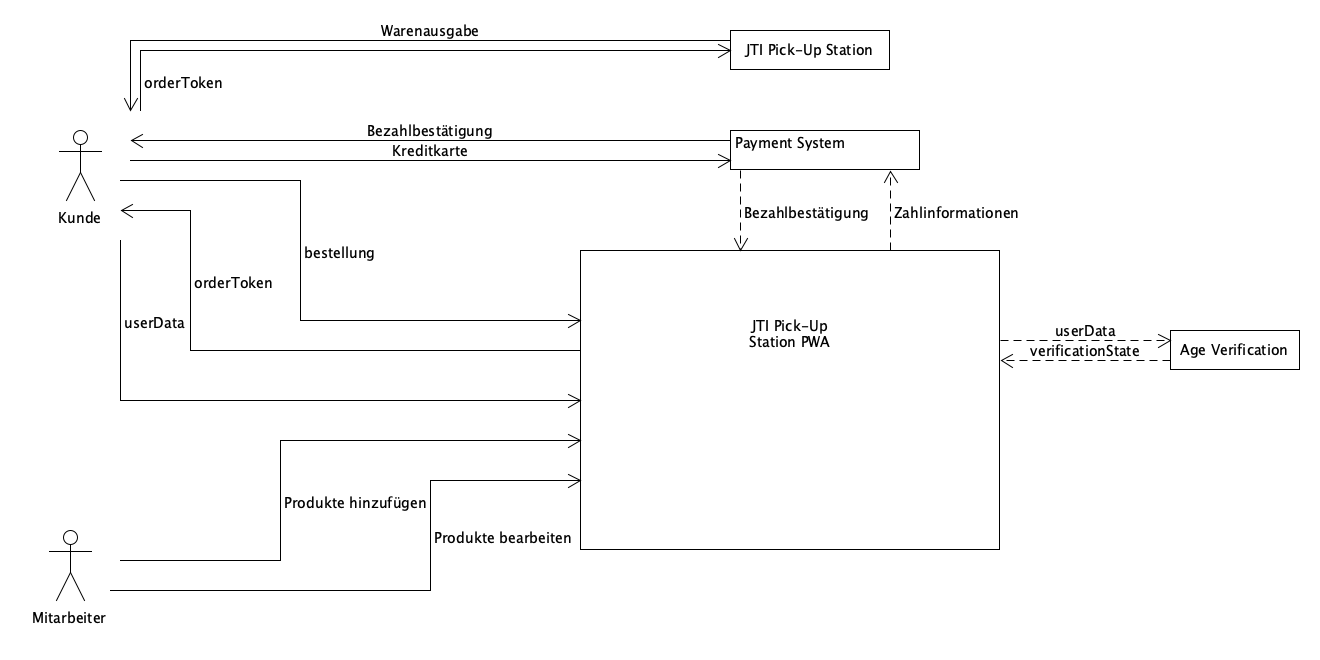 Warenausgabe
JTI Pick-Up Station
orderToken
Bezahlbestätigung
Kreditkarte
Payment System
Kunde
Bezahlbestätigung
Zahlinformationen
bestellung
orderToken
userData
JTI Pick-Up
Station PWA
userData
verificationState
Age Verification
Produkte hinzufügen
Produkte bearbeiten
Mitarbeiter